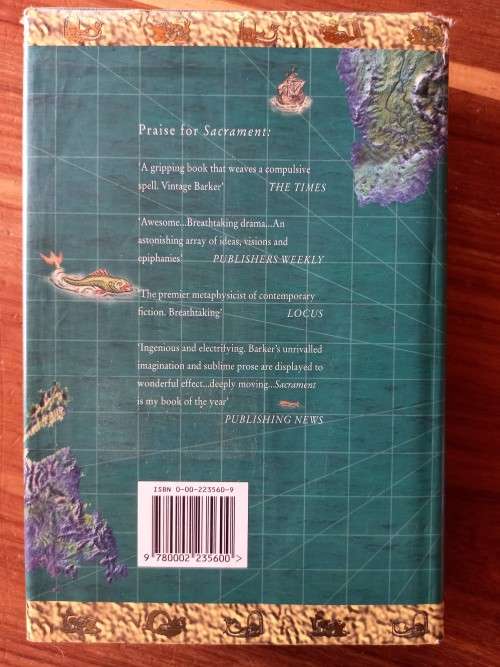 Praise for Sacrament:
'A gripping book that weaves a compulsive
spell. Vintage Barker' THE TIMES
'Awesome...Breathtaking drama...An
astonishing array of ideas, visions and
epiphanies' PUBLISHERS WEEKLY
'The premier metaphysicist of contemporary
fiction. Breathtaking' LOCUS
'Ingenious and electrifying. Barker's unrivalled
imagination and sublime prose are displayed to
wonderful effect...deeply moving...Sacrament
is my book of the year'
PUBLISHING NEWS
ISBN 0-00-223560-9
9 780002 235600 >